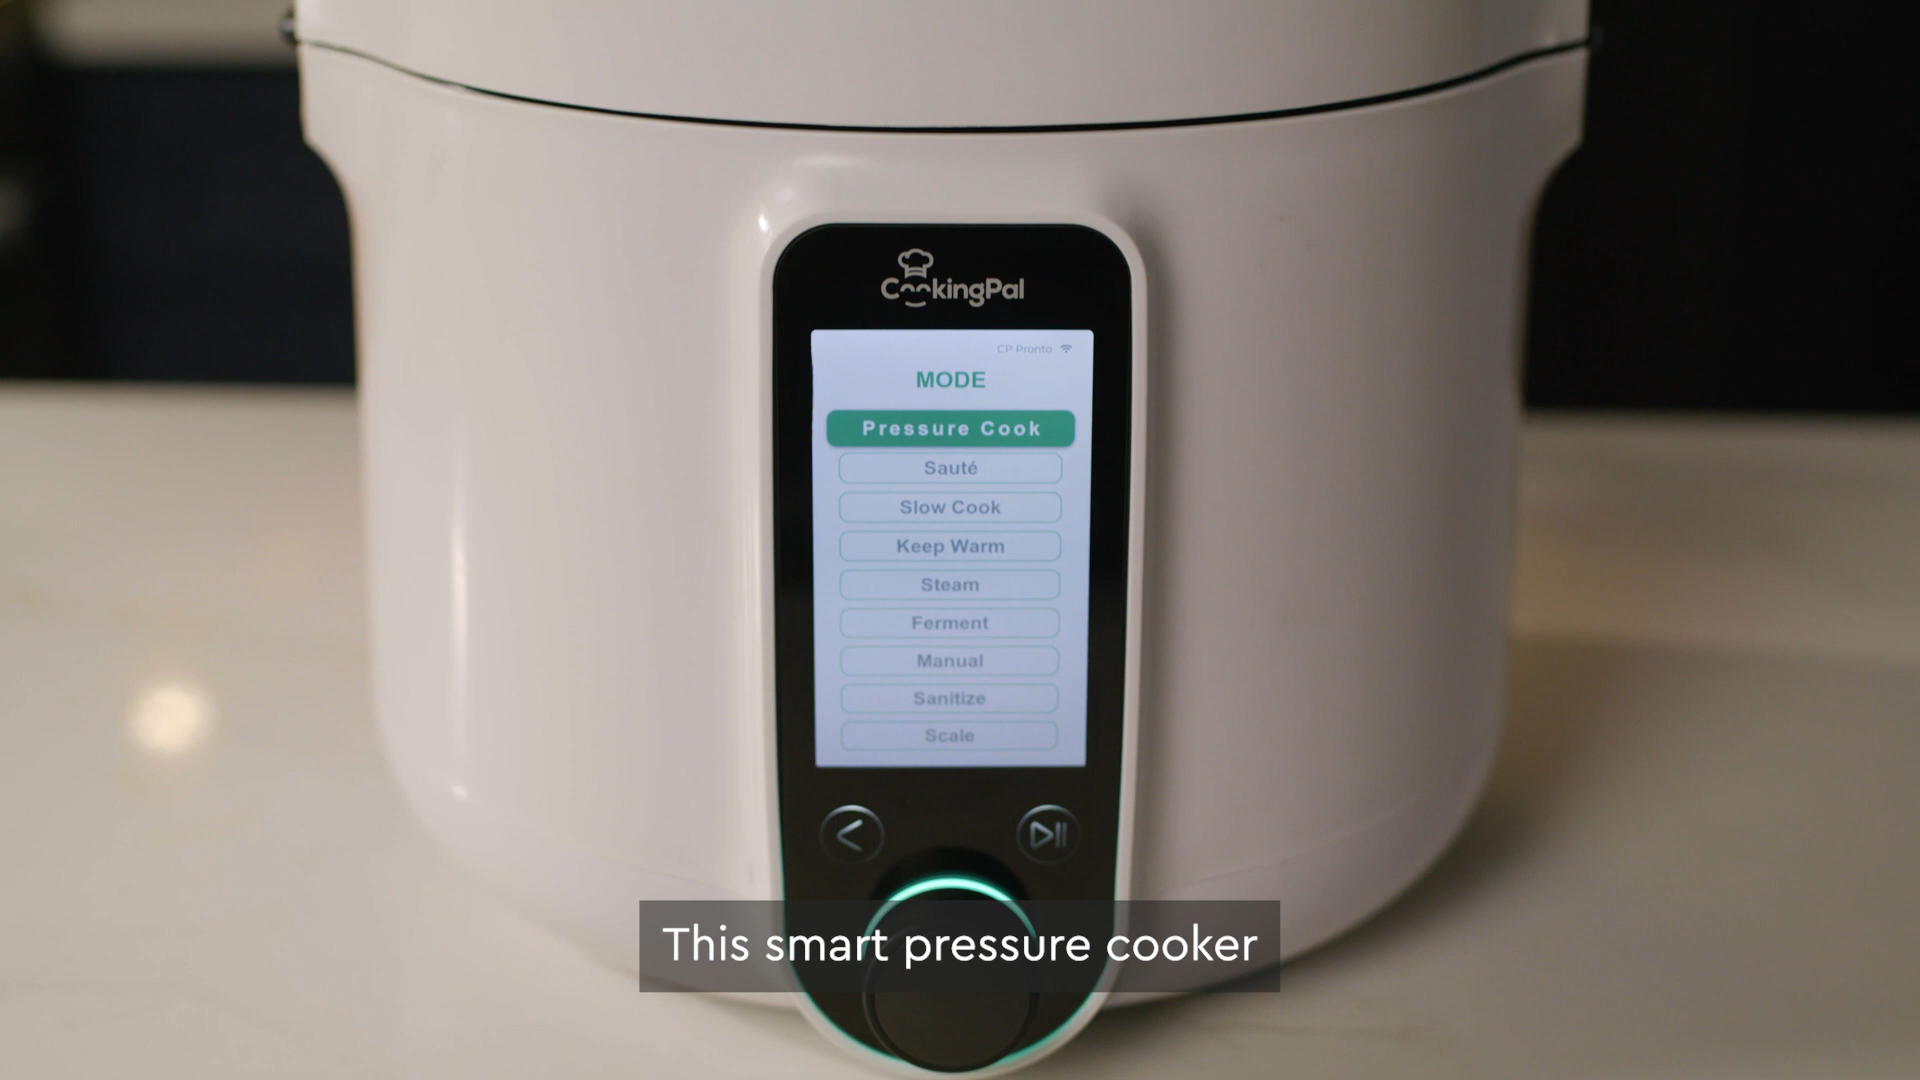 CookingPal
CP Pronto
MODE
Pressure Cook
Sauté
Slow Cook
Keep Warm
Steam
Ferment
Manual
Sanitize
Scale
This smart pressure cooker